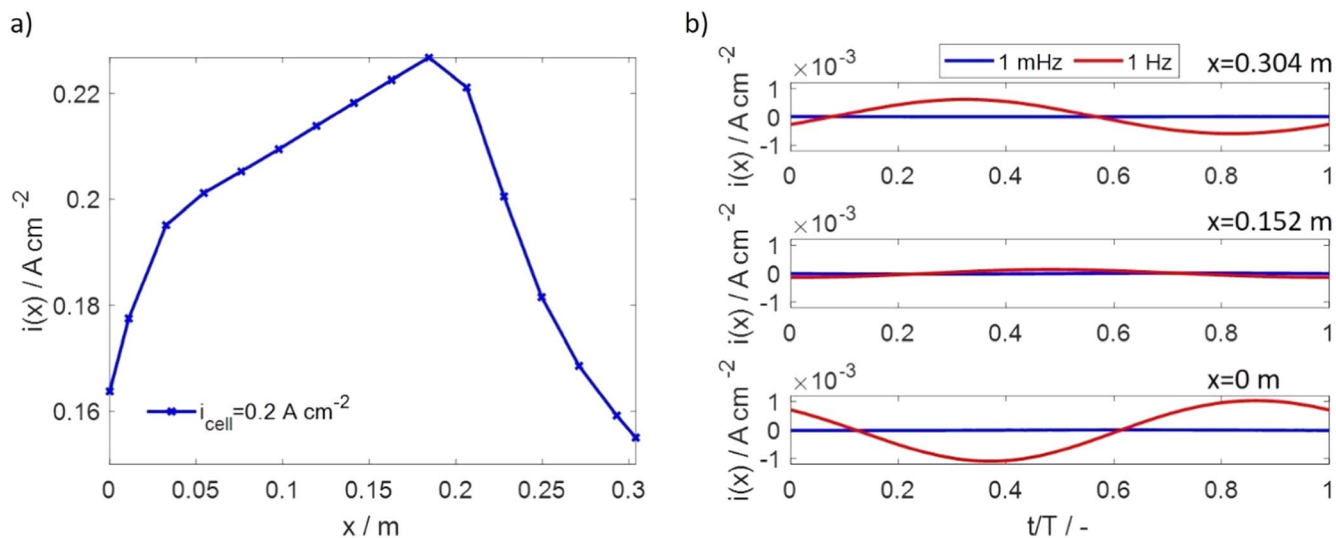 a)
i(x) / A cm⁻²
0.22
0.2
0.18
0.16
i_cell=0.2 A cm⁻²
0 0.05 0.1 0.15 0.2 0.25 0.3
x / m
b)
1 mHz 1 Hz
×10⁻³
x=0.304 m
i(x) / A cm⁻²
1
0
-1
0 0.2 0.4 0.6 0.8 1
×10⁻³
x=0.152 m
i(x) / A cm⁻²
1
0
-1
0 0.2 0.4 0.6 0.8 1
×10⁻³
x=0 m
i(x) / A cm⁻²
1
0
-1
0 0.2 0.4 0.6 0.8 1
t/T / -